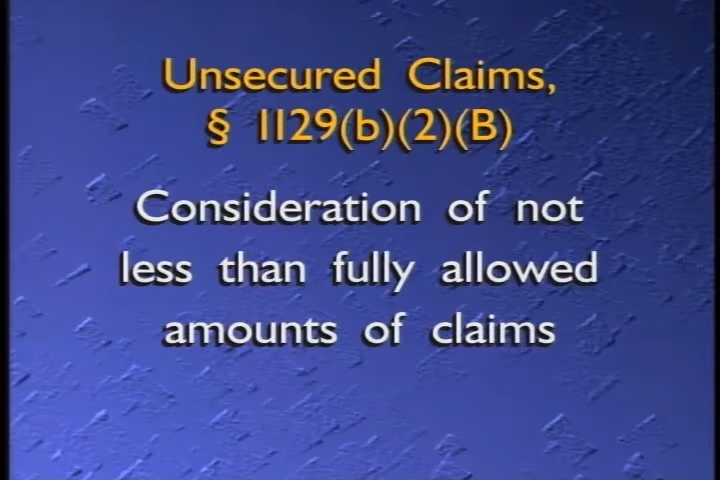 Unsecured Claims,
§ 1129(b)(2)(B)
Consideration of not
less than fully allowed
amounts of claims